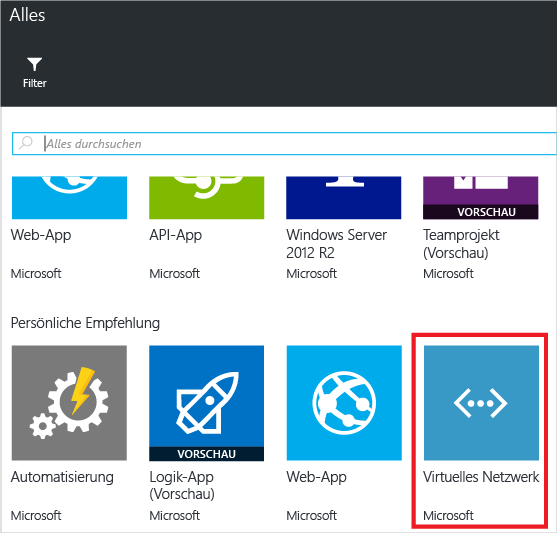 Alles
Filter
Alles durchsuchen
VORSCHAU
Web-App
API-App
Windows Server
2012 R2
Teamprojekt
(Vorschau)
Microsoft
Microsoft
Microsoft
Microsoft
Persönliche Empfehlung
VORSCHAU
Automatisierung
Logik-App
(Vorschau)
Web-App
Virtuelles Netzwerk
Microsoft
Microsoft
Microsoft
Microsoft